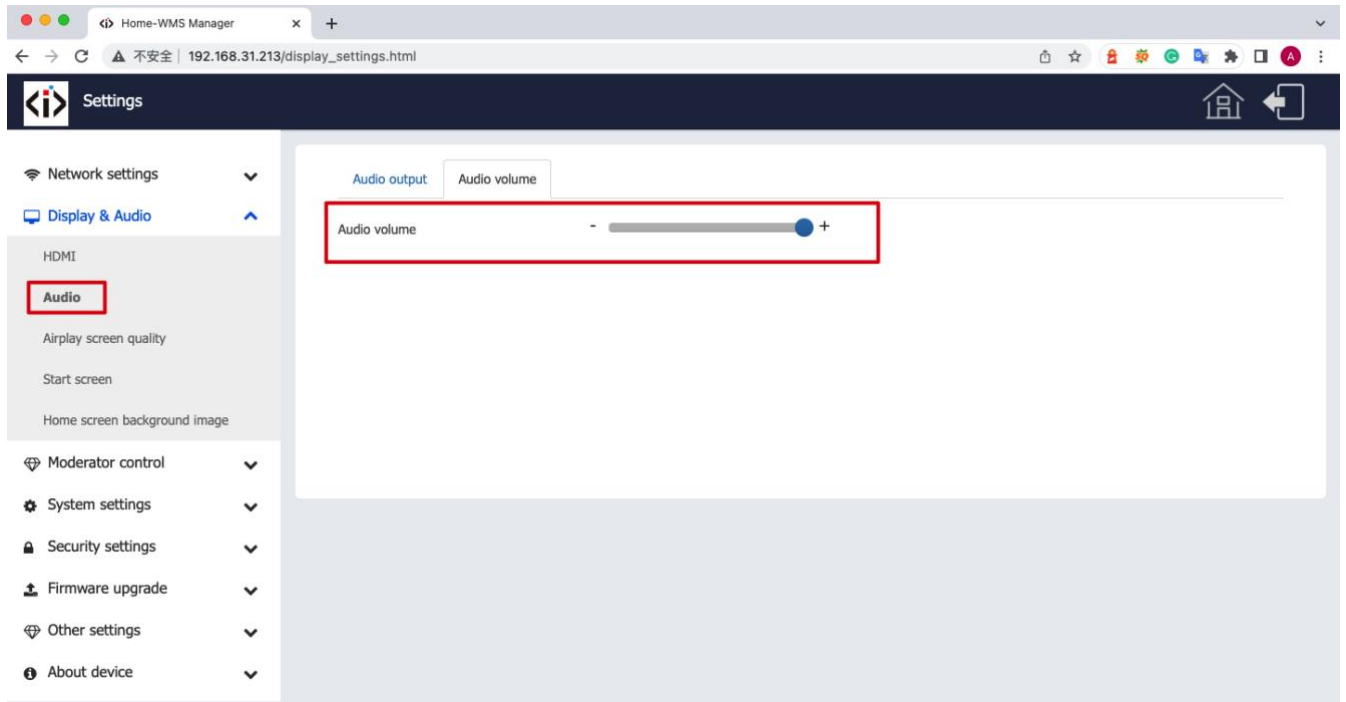 Home-WMS Manager
不安全 | 192.168.31.213/display_settings.html
A
<i> Settings
Network settings
Audio output Audio volume
Display & Audio
Audio volume - +
HDMI
Audio
Airplay screen quality
Start screen
Home screen background image
Moderator control
System settings
Security settings
Firmware upgrade
Other settings
About device